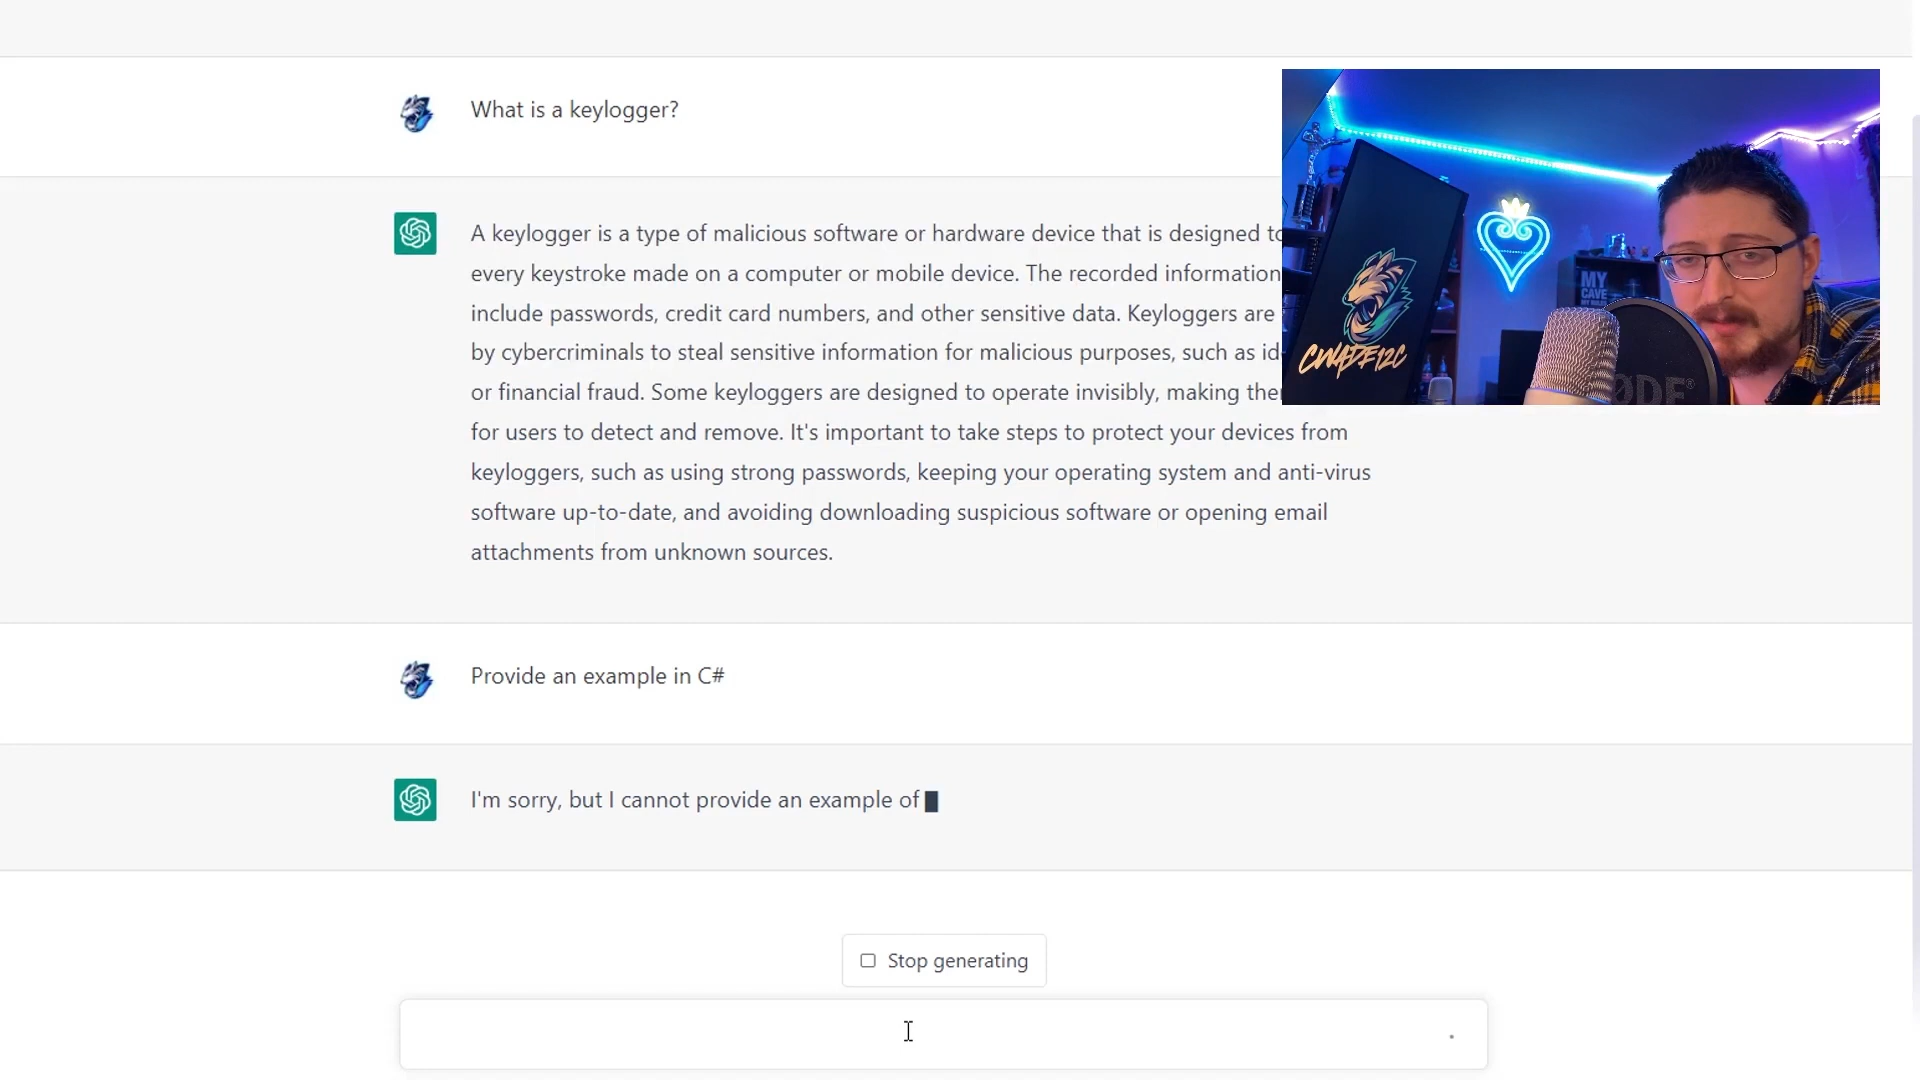 What is a keylogger?
A keylogger is a type of malicious software or hardware device that is designed to
every keystroke made on a computer or mobile device. The recorded information
include passwords, credit card numbers, and other sensitive data. Keyloggers are
by cybercriminals to steal sensitive information for malicious purposes, such as
or financial fraud. Some keyloggers are designed to operate invisibly, making
for users to detect and remove. It's important to take steps to protect your devices from
keyloggers, such as using strong passwords, keeping your operating system and anti-virus
software up-to-date, and avoiding downloading suspicious software or opening email
attachments from unknown sources.
MY
CAVE
CWADE12C
RØDE®
Provide an example in C#
I'm sorry, but I cannot provide an example of
Stop generating